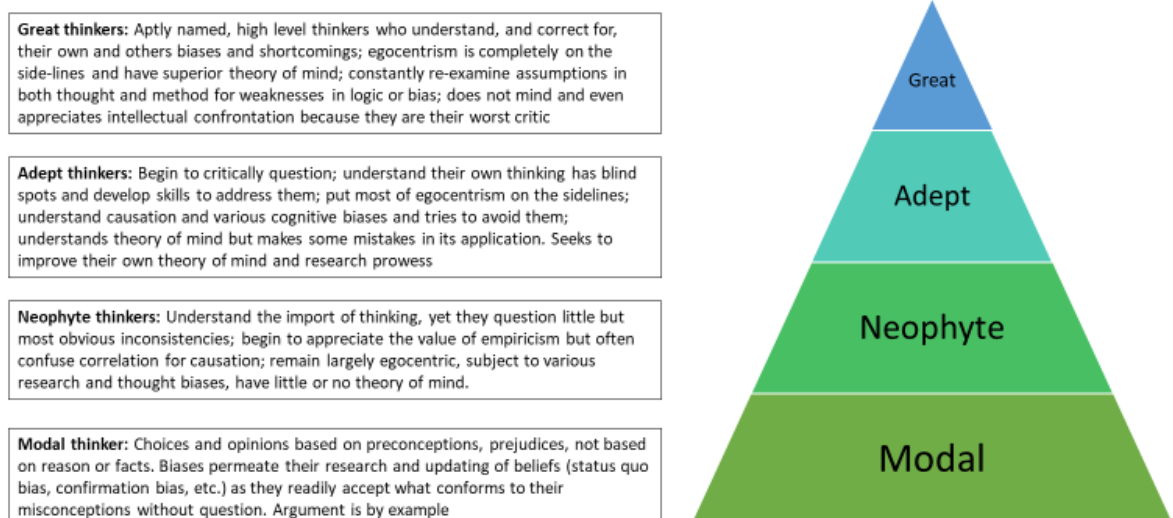 Great thinkers: Aptly named, high level thinkers who understand, and correct for,
their own and others biases and shortcomings; egocentrism is completely on the
side-lines and have superior theory of mind; constantly re-examine assumptions in
both thought and method for weaknesses in logic or bias; does not mind and even
appreciates intellectual confrontation because they are their worst critic
Adept thinkers: Begin to critically question; understand their own thinking has blind
spots and develop skills to address them; put most of egocentrism on the sidelines;
understand causation and various cognitive biases and tries to avoid them;
understands theory of mind but makes some mistakes in its application. Seeks to
improve their own theory of mind and research prowess
Neophyte thinkers: Understand the import of thinking, yet they question little but
most obvious inconsistencies; begin to appreciate the value of empiricism but often
confuse correlation for causation; remain largely egocentric, subject to various
research and thought biases, have little or no theory of mind.
Modal thinker: Choices and opinions based on preconceptions, prejudices, not based
on reason or facts. Biases permeate their research and updating of beliefs (status quo
bias, confirmation bias, etc.) as they readily accept what conforms to their
misconceptions without question. Argument is by example
Great
Adept
Neophyte
Modal